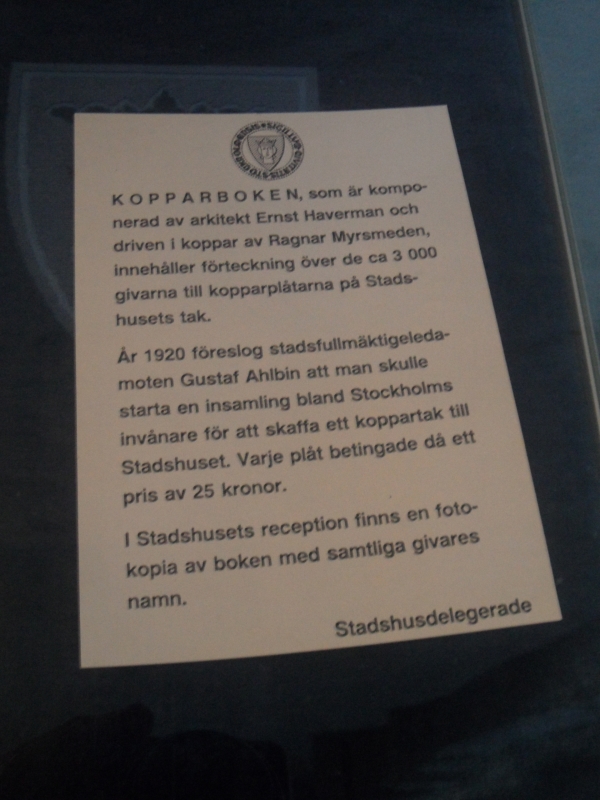 KOPPARBOKEN, som är kompo-
nerad av arkitekt Ernst Haverman och
driven i koppar av Ragnar Myrsmeden,
innehåller förteckning över de ca 3 000
givarna till kopparplåtarna på Stads-
husets tak.
År 1920 föreslog stadsfullmäktigeleda-
moten Gustaf Ahlbin att man skulle
starta en insamling bland Stockholms
invånare för att skaffa ett koppartak till
Stadshuset. Varje plåt betingade då ett
pris av 25 kronor.
I Stadshusets reception finns en foto-
kopia av boken med samtliga givares
namn.
Stadshusdelegerade